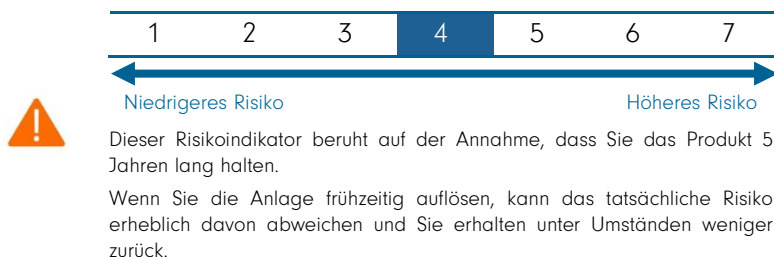 1 2 3 4 5 6 7
Niedrigeres Risiko Höheres Risiko
Dieser Risikoindikator beruht auf der Annahme, dass Sie das Produkt 5
Jahren lang halten.
Wenn Sie die Anlage frühzeitig auflösen, kann das tatsächliche Risiko
erheblich davon abweichen und Sie erhalten unter Umständen weniger
zurück.